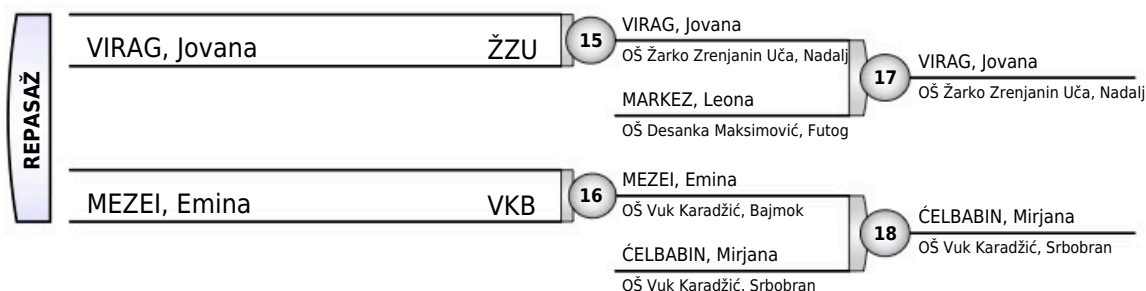 REPASAŽ
VIRAG, Jovana ŽZU
15
VIRAG, Jovana
OŠ Žarko Zrenjanin Uča, Nadalj
MARKEZ, Leona
OŠ Desanka Maksimović, Futog
17
VIRAG, Jovana
OŠ Žarko Zrenjanin Uča, Nadalj
MEZEI, Emina VKB
16
MEZEI, Emina
OŠ Vuk Karadžić, Bajmok
ĆELBABIN, Mirjana
OŠ Vuk Karadžić, Srbobran
18
ĆELBABIN, Mirjana
OŠ Vuk Karadžić, Srbobran